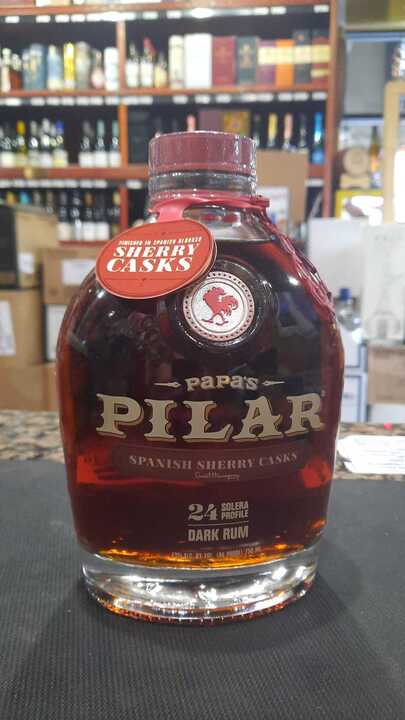 FINISHED IN SPANISH OLOROSO
SHERRY
CASKS
PAPA'S
PILAR®
SPANISH SHERRY CASKS
24 SOLERA
PROFILE
DARK RUM